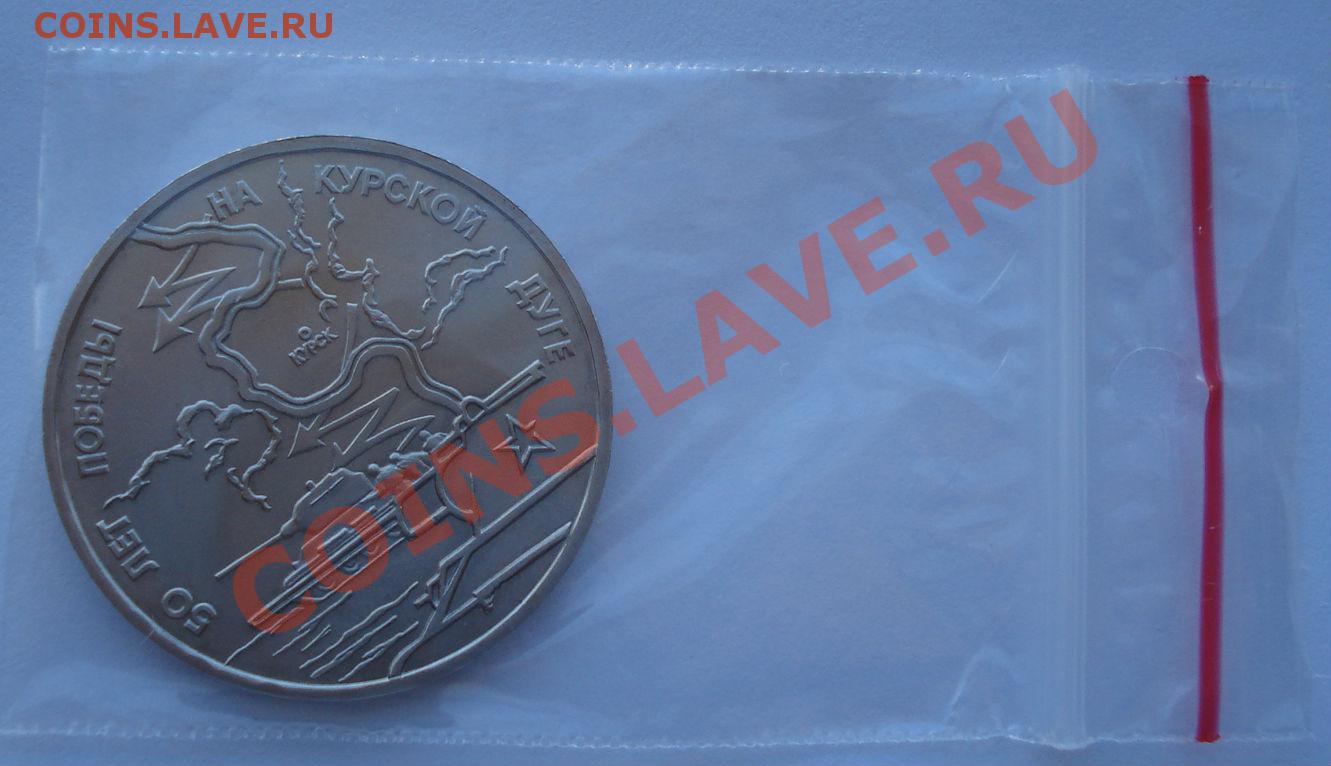 COINS.LAVE.RU
50 ЛЕТ ПОБЕДЫ НА КУРСКОЙ ДУГЕ
КУРСК
COINS.LAVE.RU